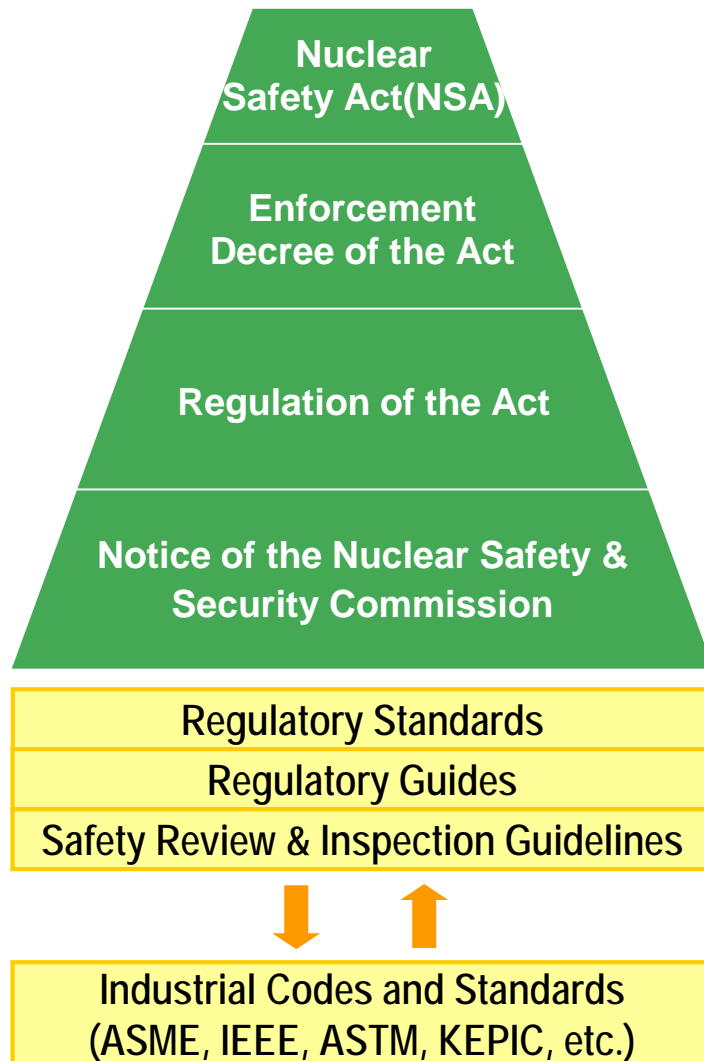 Nuclear
Safety Act(NSA)
Enforcement
Decree of the Act
Regulation of the Act
Notice of the Nuclear Safety &
Security Commission
Regulatory Standards
Regulatory Guides
Safety Review & Inspection Guidelines
Industrial Codes and Standards
(ASME, IEEE, ASTM, KEPIC, etc.)